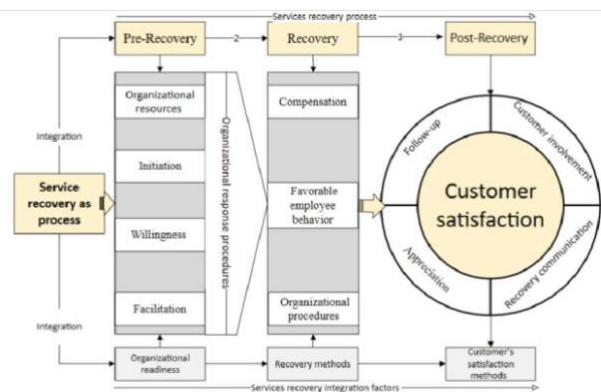 Services recovery process
Pre-Recovery
2
Recovery
3
Post-Recovery
Integration
Service
recovery as
process
Integration
Organizational
resources
Initiation
Willingness
Facilitation
Organizational response procedures
Compensation
Favorable
employee
behavior
Organizational
procedures
Follow-up
Customer involvement
Customer
satisfaction
Appreciation
Recovery communication
Organizational
readiness
Recovery methods
Customer's
satisfaction
methods
Services recovery integration factors